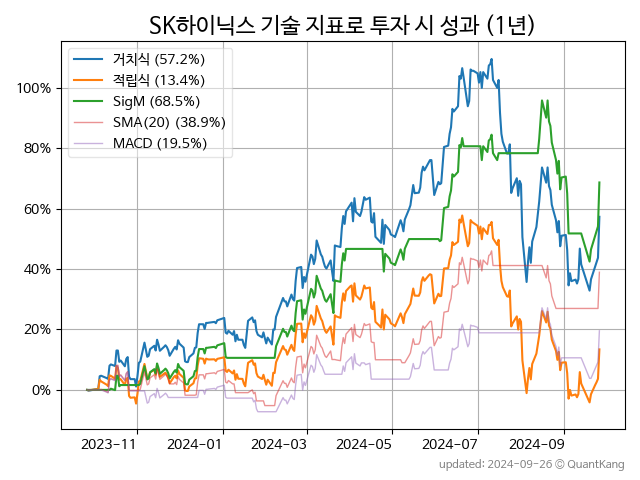 SK하이닉스 기술 지표로 투자 시 성과 (1년)
거치식 (57.2%)
적립식 (13.4%)
SigM (68.5%)
SMA(20) (38.9%)
MACD (19.5%)
100%
80%
60%
40%
20%
0%
2023-11
2024-01
2024-03
2024-05
2024-07
2024-09
updated: 2024-09-26 © QuantKang